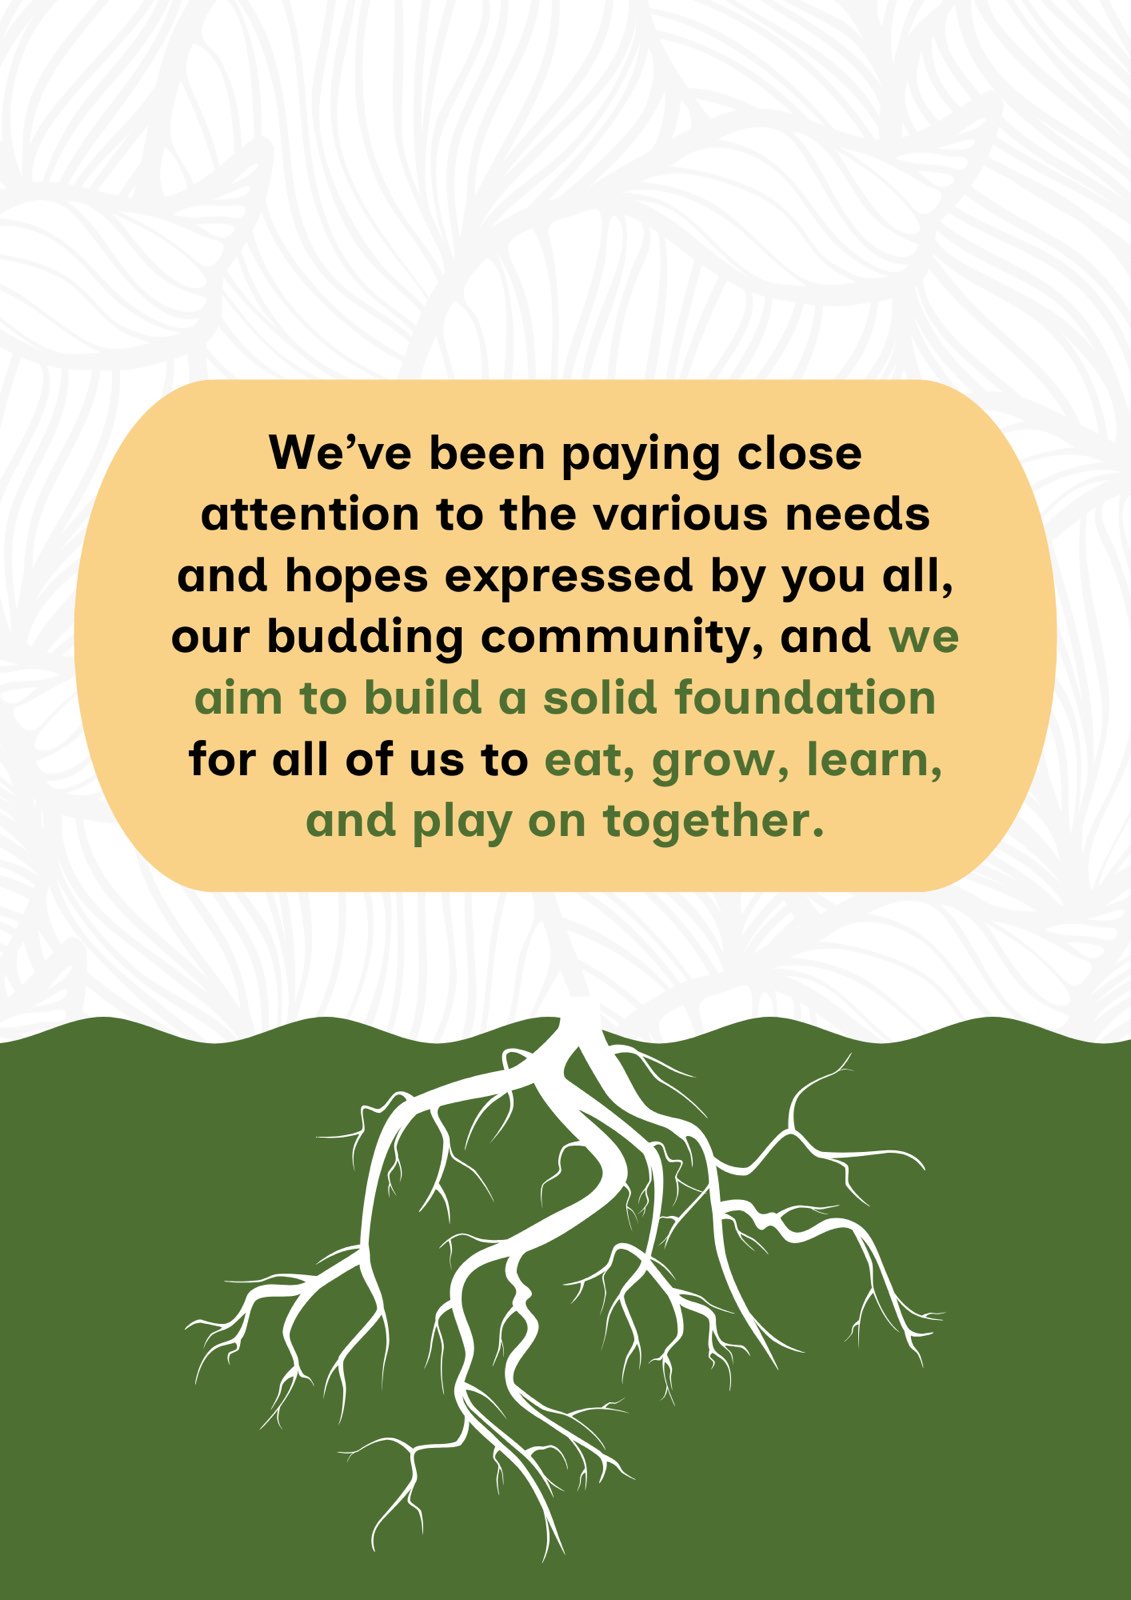 We’ve been paying close
attention to the various needs
and hopes expressed by you all,
our budding community, and we
aim to build a solid foundation
for all of us to eat, grow, learn,
and play on together.